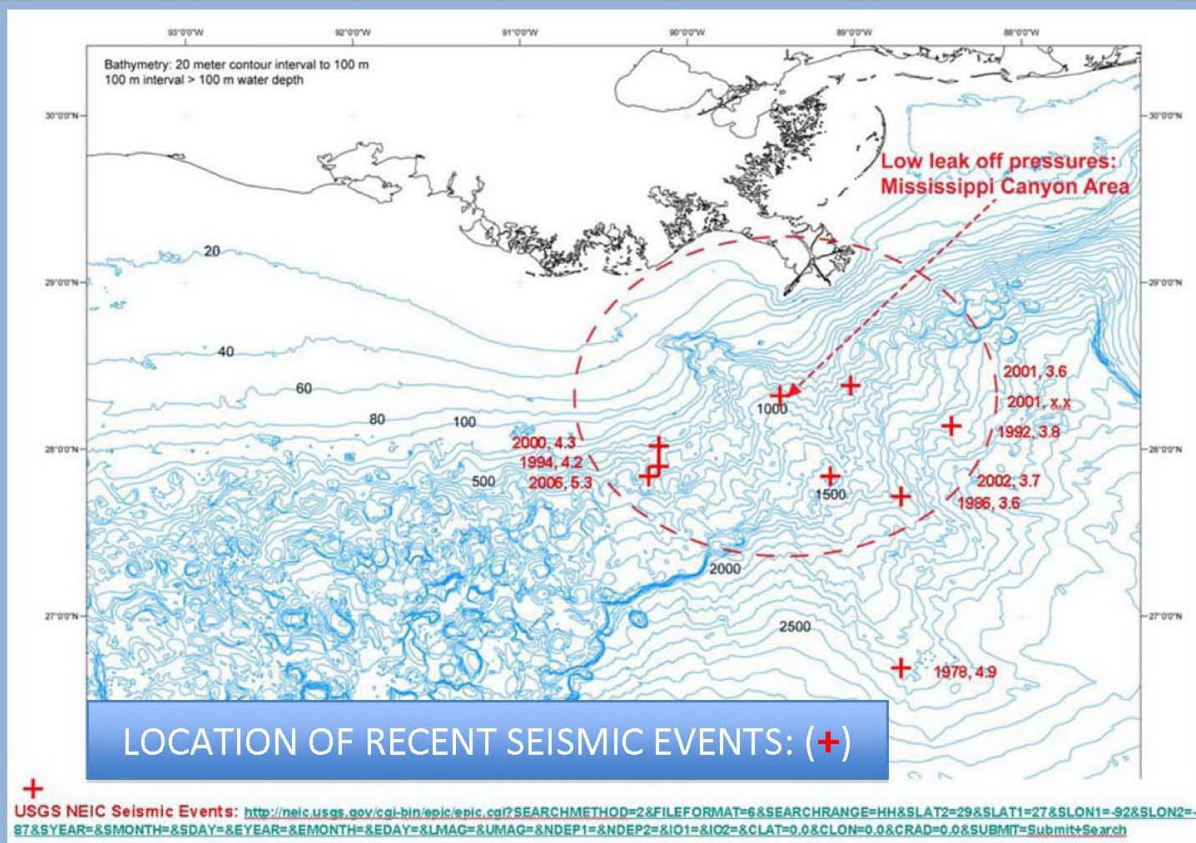 93°0'0"W
92°0'0"W
91°0'0"W
90°0'0"W
89°0'0"W
88°0'0"W
Bathymetry: 20 meter contour interval to 100 m
100 m interval > 100 m water depth
30°0'0"N
30°0'0"N
Low leak off pressures:
Mississippi Canyon Area
20
29°0'0"N
29°0'0"N
40
60
80
100
1000
2001, 3.6
2001, x.x
1992, 3.8
2000, 4.3
1994, 4.2
2006, 5.3
28°0'0"N
28°0'0"N
500
1500
2002, 3.7
1986, 3.6
2000
27°0'0"N
27°0'0"N
2500
1978, 4.9
LOCATION OF RECENT SEISMIC EVENTS: (+)
+
USGS NEIC Seismic Events: http://neic.usgs.gov/cgi-bin/epic/epic.cgi?SEARCHMETHOD=2&FILEFORMAT=6&SEARCHRANGE=HH&SLAT2=29&SLAT1=27&SLON1=-92&SLON2=-
87&SYEAR=&SMONTH=&SDAY=&EYEAR=&EMONTH=&EDAY=&LMAG=&UMAG=&NDEP1=&NDEP2=&IO1=&IO2=&CLAT=0.0&CLON=0.0&CRAD=0.0&SUBMIT=Submit+Search